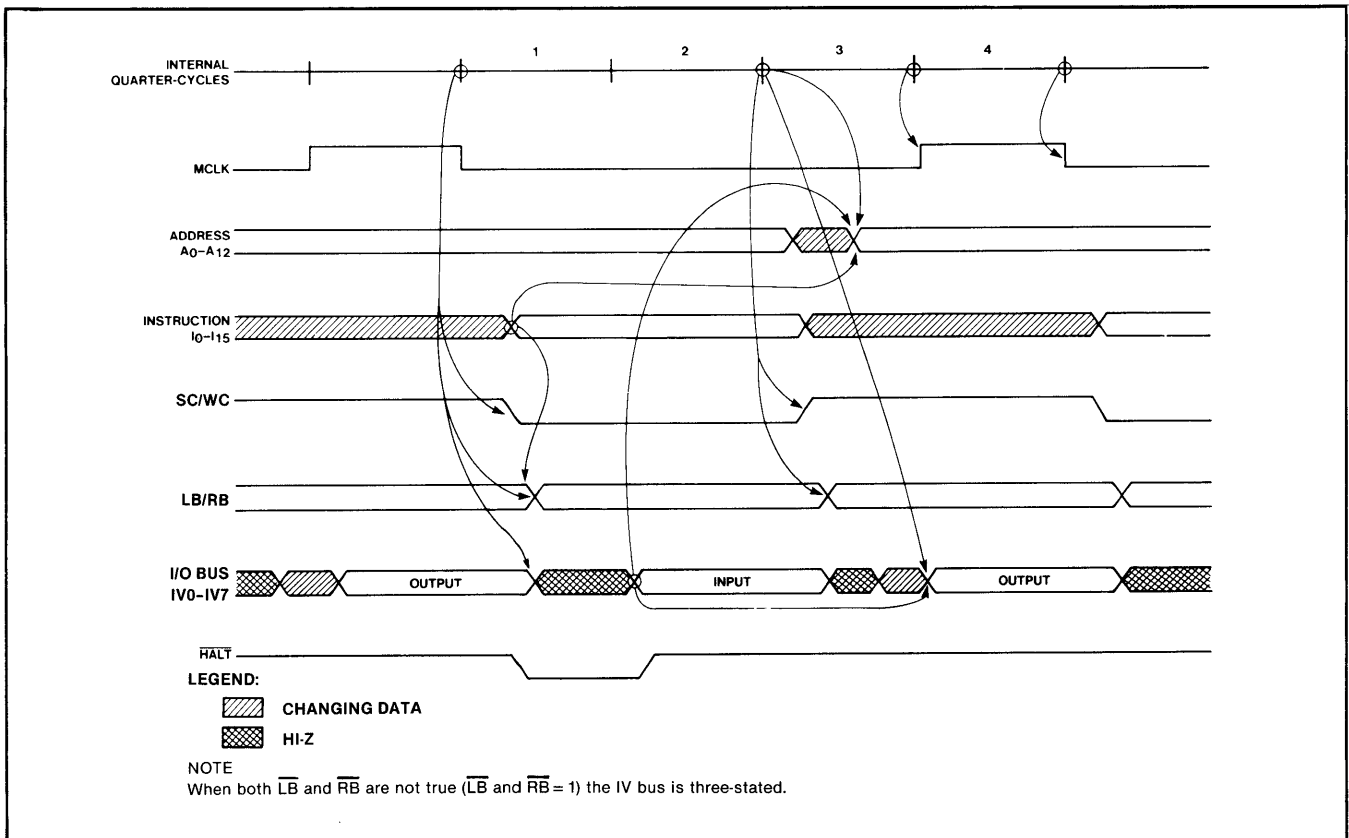 1 2 3 4
INTERNAL
QUARTER-CYCLES
MCLK
ADDRESS
A0–A12
INSTRUCTION
I0–I15
SC/WC
LB/RB
I/O BUS
IV0–IV7
OUTPUT INPUT OUTPUT
HALT
LEGEND:
CHANGING DATA
HI-Z
NOTE
When both LB and RB are not true (LB and RB = 1) the IV bus is three-stated.